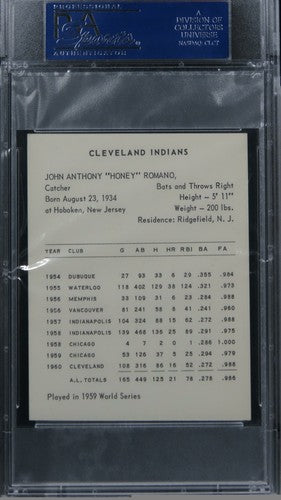 PROFESSIONAL
PSA
AUTHENTICATOR
A
DIVISION OF
COLLECTORS
UNIVERSE
NASDAQ: CLCT
CLEVELAND INDIANS
JOHN ANTHONY "HONEY" ROMANO,
Catcher Bats and Throws Right
Born August 23, 1934 Height - 5' 11"
at Hoboken, New Jersey Weight - 200 lbs.
Residence: Ridgefield, N. J.
YEAR CLUB G AB H HR RBI BA FA
1954 DUBUQUE 27 93 33 6 29 .355 .984
1955 WATERLOO 118 402 129 38 124 .321 .973
1956 MEMPHIS 33 109 31 6 23 .284 .988
1956 VANCOUVER 81 241 58 6 41 .241
1957 INDIANAPOLIS 104 324 88 15 62 .272 .988
1958 INDIANAPOLIS 139 468 136 25 89 .291 .975
1958 CHICAGO 4 7 2 0 1 .286 1.000
1959 CHICAGO 53 126 37 5 25 .294 .979
1960 CLEVELAND 108 316 86 16 52 .272 .988
A.L. TOTALS 165 449 125 21 78 .278 .986
Played in 1959 World Series